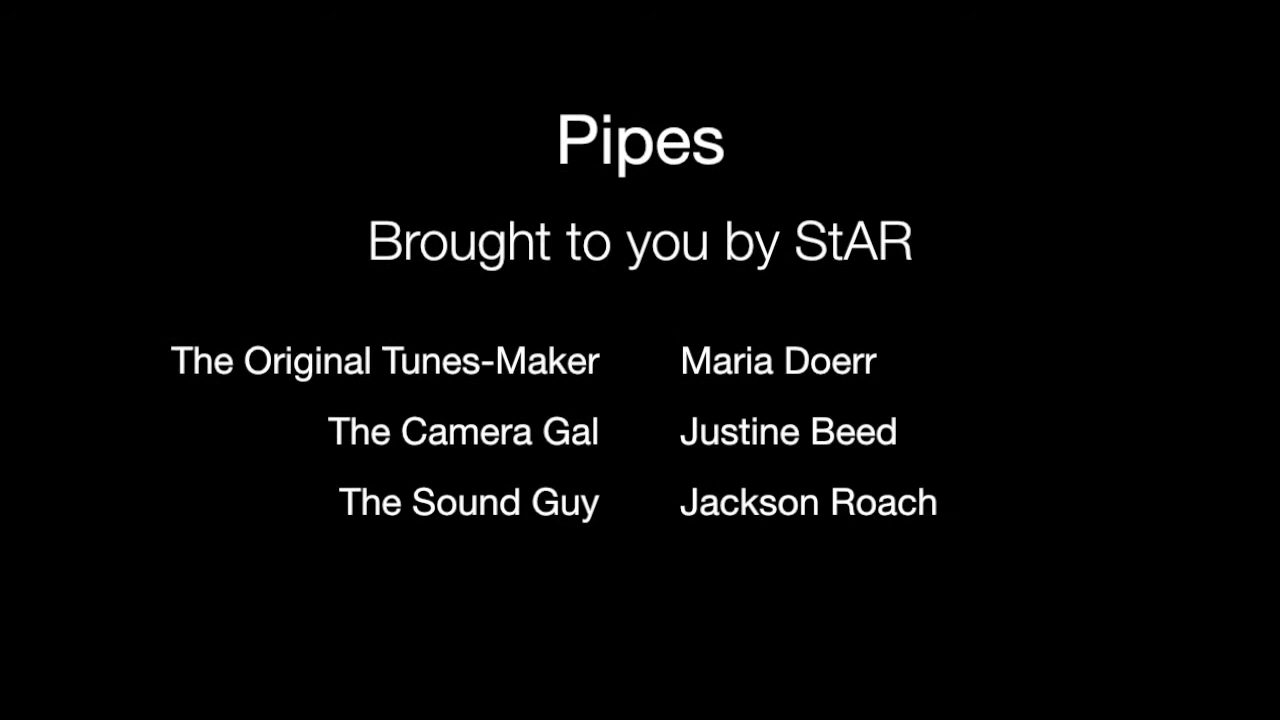 Pipes
Brought to you by StAR
The Original Tunes-Maker Maria Doerr
The Camera Gal Justine Beed
The Sound Guy Jackson Roach